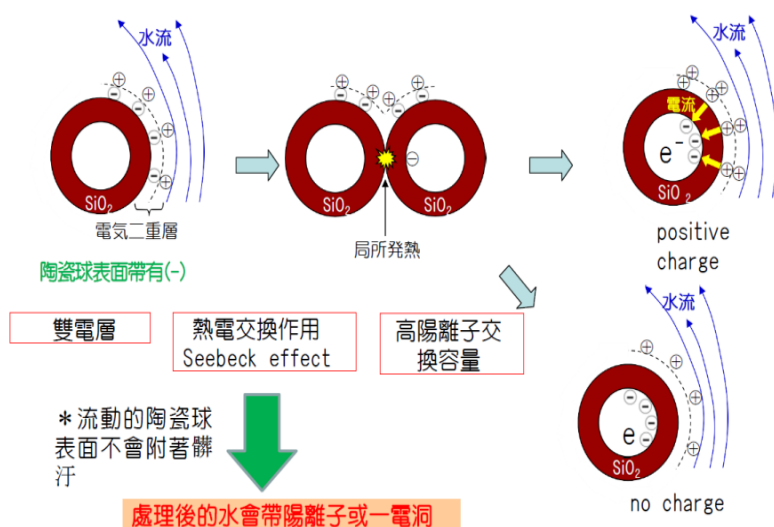 水流
SiO₂
電気二重層
陶瓷球表面帶有(-)
SiO₂
SiO₂
局所発熱
水流
電流
e⁻
SiO₂
positive
charge
雙電層
熱電交換作用
Seebeck effect
高陽離子交
換容量
水流
e
SiO₂
no charge
＊流動的陶瓷球
表面不會附著髒
汙
處理後的水會帶陽離子或一電洞